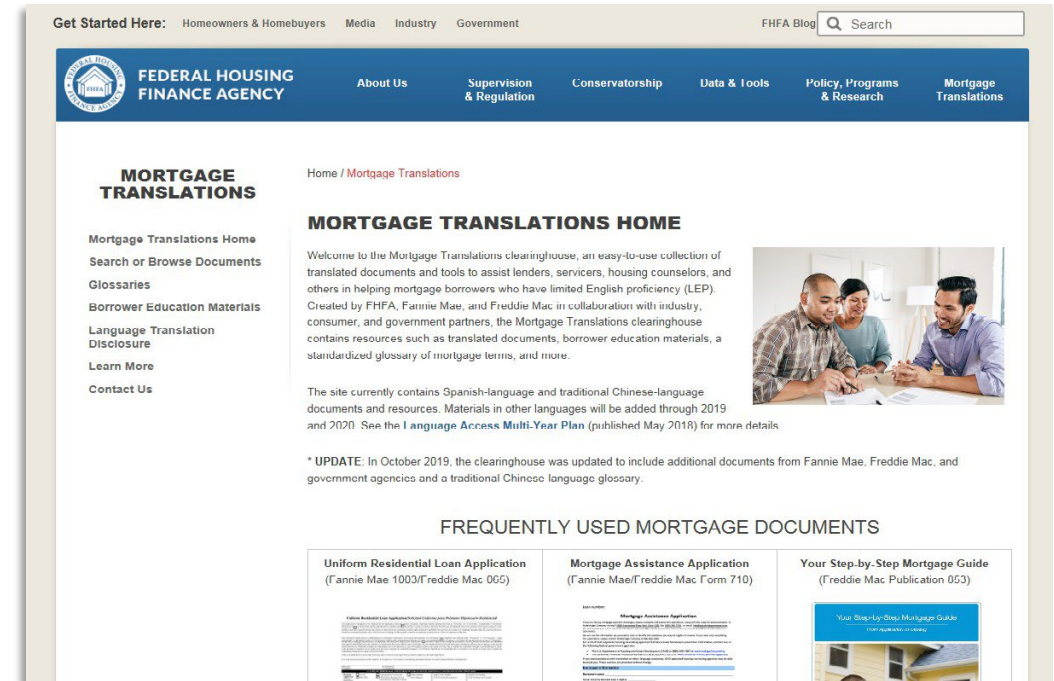 Get Started Here: Homeowners & Homebuyers Media Industry Government FHFA Blog Search
FEDERAL HOUSING
FINANCE AGENCY
About Us
Supervision
& Regulation
Conservatorship
Data & Tools
Policy, Programs
& Research
Mortgage
Translations
MORTGAGE
TRANSLATIONS
Mortgage Translations Home
Search or Browse Documents
Glossaries
Borrower Education Materials
Language Translation
Disclosure
Learn More
Contact Us
Home / Mortgage Translations
MORTGAGE TRANSLATIONS HOME
Welcome to the Mortgage Translations clearinghouse, an easy-to-use collection of
translated documents and tools to assist lenders, servicers, housing counselors, and
others in helping mortgage borrowers who have limited English proficiency (LEP).
Created by FHFA, Fannie Mae, and Freddie Mac in collaboration with industry,
consumer, and government partners, the Mortgage Translations clearinghouse
contains resources such as translated documents, borrower education materials, a
standardized glossary of mortgage terms, and more.
The site currently contains Spanish-language and traditional Chinese-language
documents and resources. Materials in other languages will be added through 2019
and 2020. See the Language Access Multi-Year Plan (published May 2018) for more details.
* UPDATE: In October 2019, the clearinghouse was updated to include additional documents from Fannie Mae, Freddie Mac, and
government agencies and a traditional Chinese language glossary.
FREQUENTLY USED MORTGAGE DOCUMENTS
Uniform Residential Loan Application
(Fannie Mae 1003/Freddie Mac 065)
Mortgage Assistance Application
(Fannie Mae/Freddie Mac Form 710)
Your Step-by-Step Mortgage Guide
(Freddie Mac Publication 853)
Mortgage Assistance Application
Your Step-by-Step Mortgage Guide